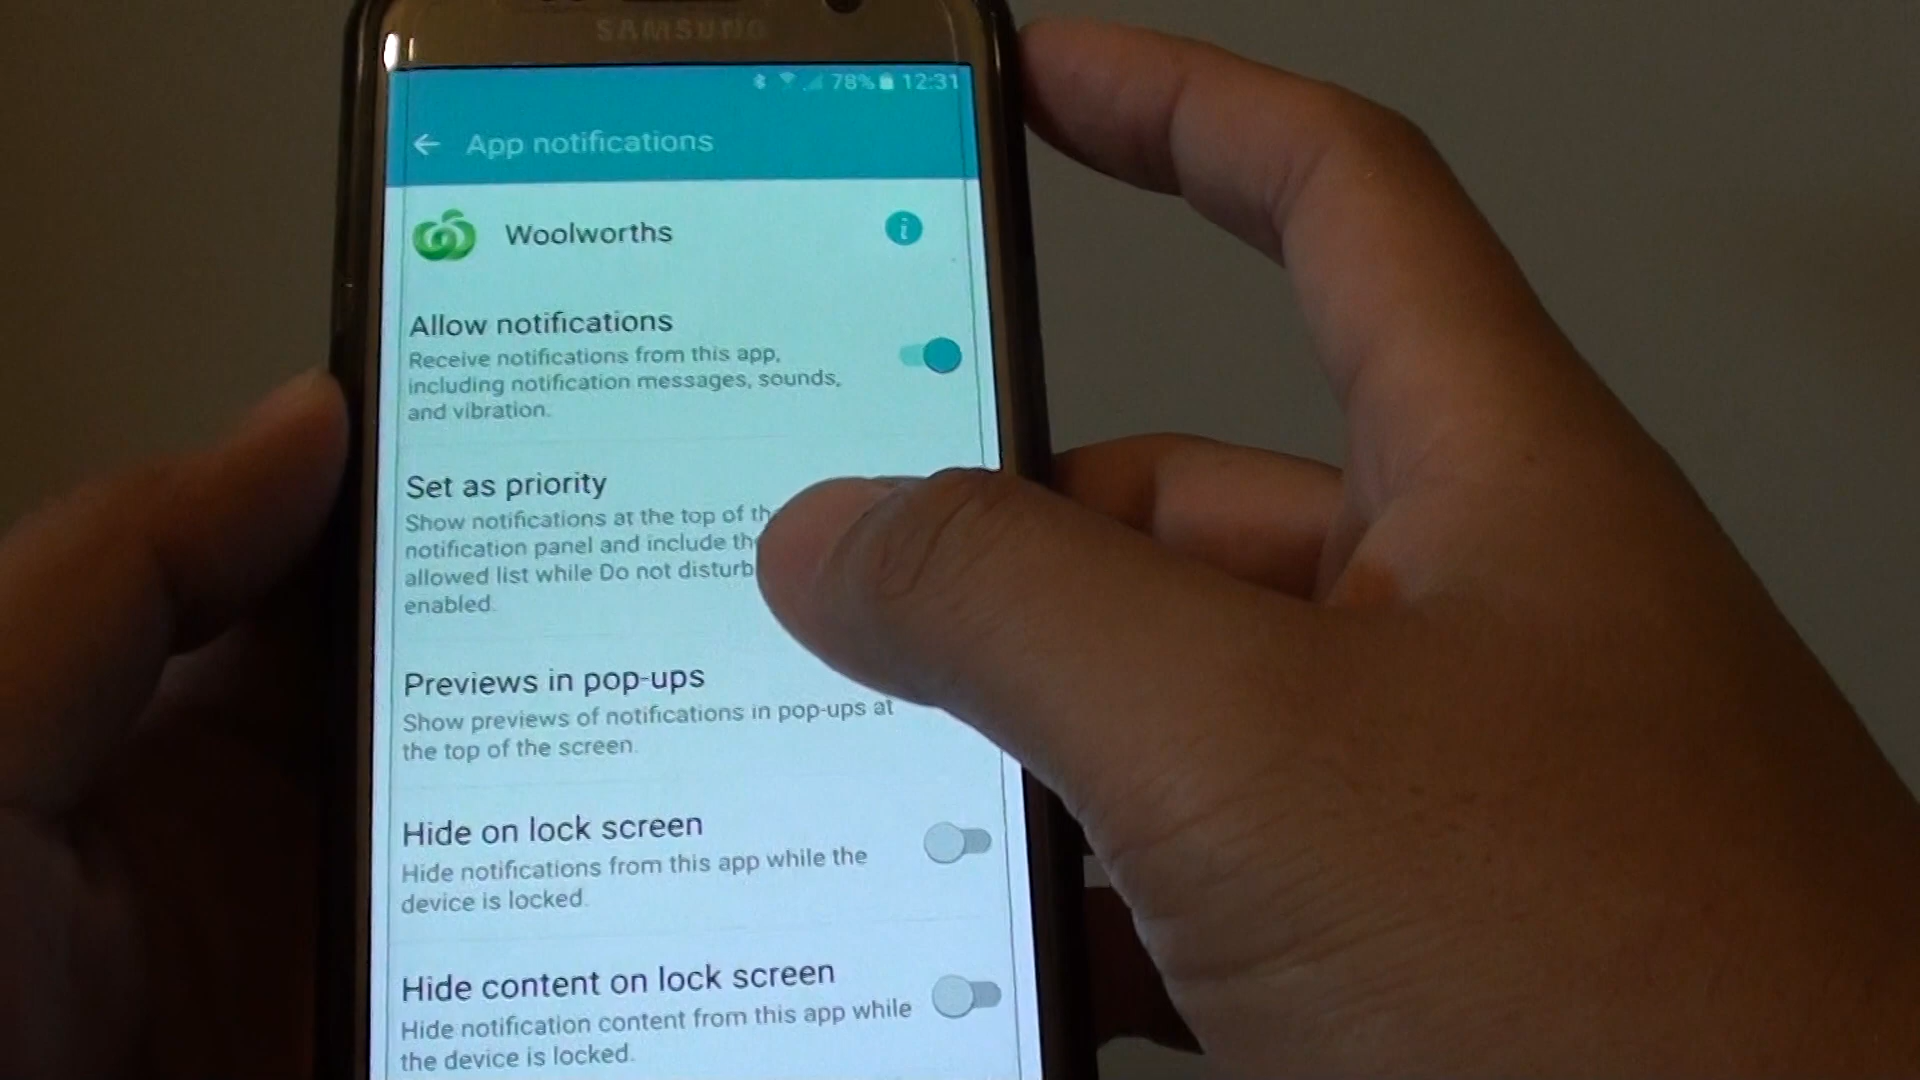 SAMSUNG
78% 12:31
App notifications
Woolworths
Allow notifications
Receive notifications from this app,
including notification messages, sounds,
and vibration.
Set as priority
Show notifications at the top of
notification panel and include
allowed list while Do not disturb
enabled.
Previews in pop-ups
Show previews of notifications in pop-ups at
the top of the screen.
Hide on lock screen
Hide notifications from this app while the
device is locked.
Hide content on lock screen
Hide notification content from this app while
the device is locked.